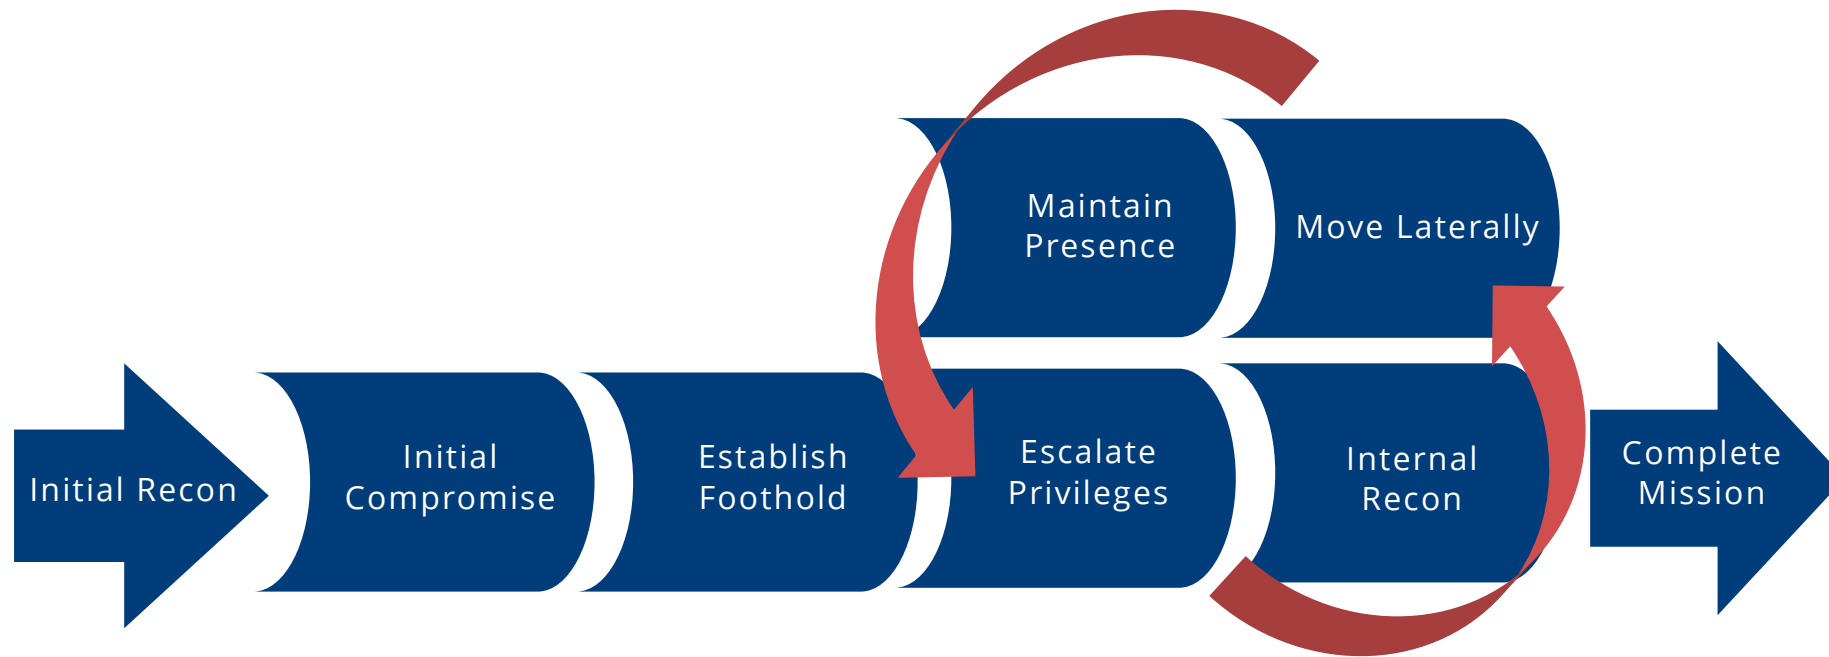 Maintain
Presence
Move Laterally
Initial Recon
Initial
Compromise
Establish
Foothold
Escalate
Privileges
Internal
Recon
Complete
Mission